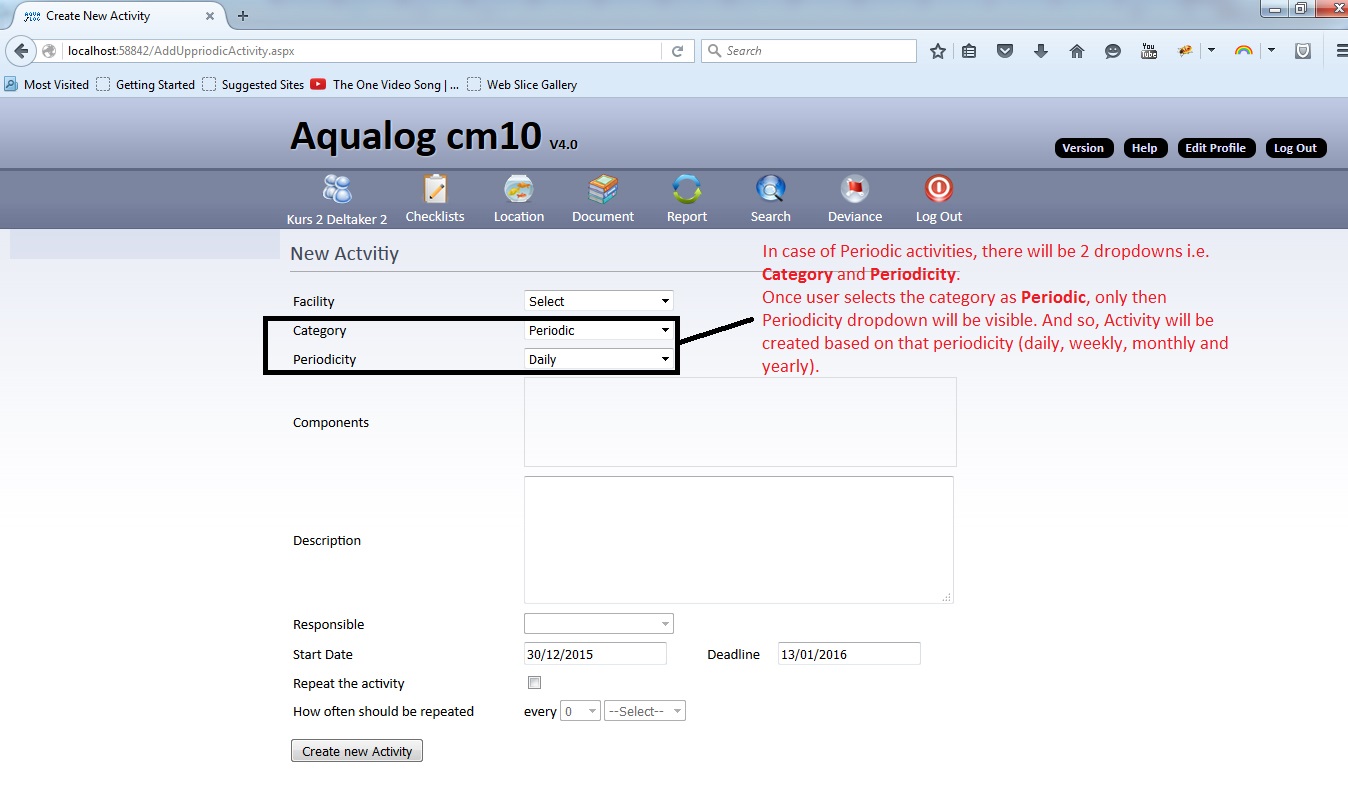 AQUA FLOC Create New Activity
localhost:58842/AddUppriodicActivity.aspx
Search
You Tube
Most Visited Getting Started Suggested Sites The One Video Song | ... Web Slice Gallery
Aqualog cm10 V4.0
Version Help Edit Profile Log Out
Kurs 2 Deltaker 2 Checklists Location Document Report Search Deviance Log Out
New Actvitiy
In case of Periodic activities, there will be 2 dropdowns i.e.
Category and Periodicity.
Once user selects the category as Periodic, only then
Periodicity dropdown will be visible. And so, Activity will be
created based on that periodicity (daily, weekly, monthly and
yearly).
Facility Select
Category Periodic
Periodicity Daily
Components
Description
Responsible
Start Date 30/12/2015 Deadline 13/01/2016
Repeat the activity
How often should be repeated every 0 --Select--
Create new Activity